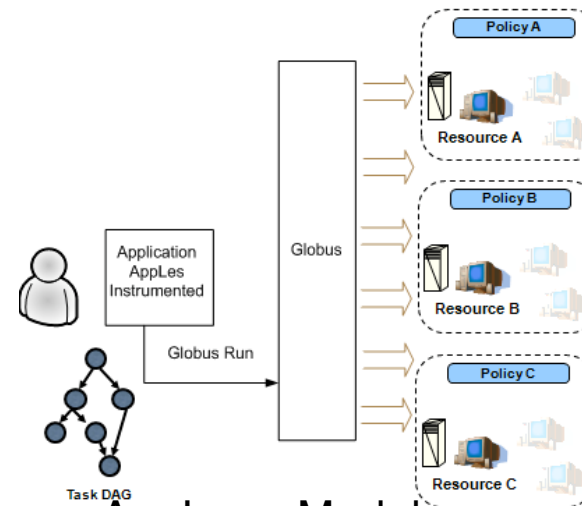 Policy A
Resource A
Policy B
Application
AppLes
Instrumented
Globus
Resource B
Globus Run
Policy C
Resource C
Task DAG